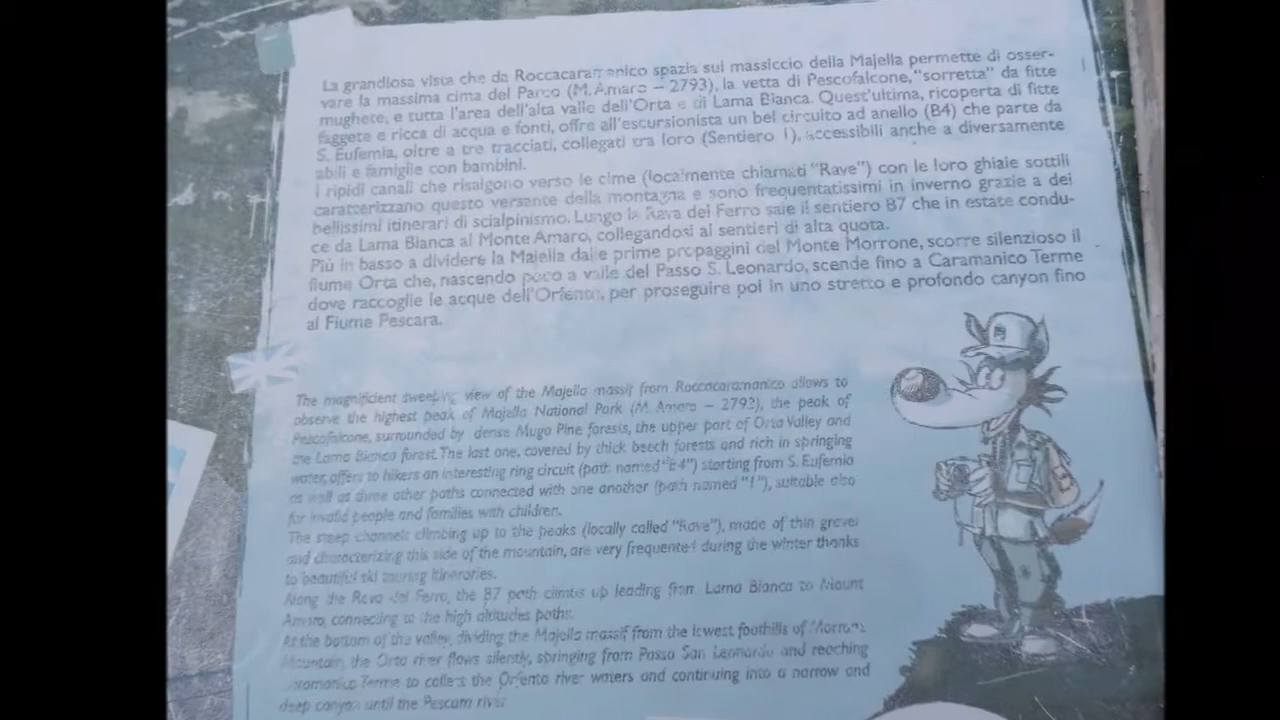 La grandiosa vista che da Roccacaramanico spazia sul massiccio della Majella permette di osser-
vare la massima cima del Parco (M. Amaro – 2793), la vetta di Pescofalcone, "sorretta" da fitte
mughete, e tutta l'area dell'alta valle dell'Orta e di Lama Bianca. Quest'ultima, ricoperta di fitte
faggete e ricca di acqua e fonti, offre all'escursionista un bel circuito ad anello (B4) che parte da
S. Eufemia, oltre a tre tracciati, collegati tra loro (Sentiero 1), accessibili anche a diversamente
abili e famiglie con bambini.
I ripidi canali che risalgono verso le cime (localmente chiamati "Rave") con le loro ghiaie sottili
caratterizzano questo versante della montagna e sono frequentatissimi in inverno grazie a dei
bellissimi itinerari di scialpinismo. Lungo la Rava del Ferro sale il sentiero B7 che in estate condu-
ce da Lama Bianca al Monte Amaro, collegandosi ai sentieri di alta quota.
Più in basso a dividere la Majella dalle prime propaggini del Monte Morrone, scorre silenzioso il
fiume Orta che, nascendo poco a valle del Passo S. Leonardo, scende fino a Caramanico Terme
dove raccoglie le acque dell'Orfento, per proseguire poi in uno stretto e profondo canyon fino
al Fiume Pescara.
The magnificient sweeping view of the Majella massif from Roccacaramanico allows to
observe the highest peak of Majella National Park (M. Amaro – 2793), the peak of
Pescofalcone, surrounded by dense Mugo Pine forests, the upper part of Orta Valley and
the Lama Bianca forest. The last one, covered by thick beech forests and rich in springing
water, offers to hikers an interesting ring circuit (path named "B4") starting from S. Eufemia
as well as three other paths connected with one another (path named "1"), suitable also
for invalid people and families with children.
The steep channels climbing up to the peaks (locally called "Rave"), made of thin gravel
and characterizing this side of the mountain, are very frequented during the winter thanks
to beautiful ski touring itineraries.
Along the Rava del Ferro, the B7 path climbs up leading from Lama Bianca to Mount
Amaro, connecting to the high altitudes paths.
At the bottom of the valley, dividing the Majella massif from the lowest foothills of Morrone
Mountain, the Orta river flows silently, springing from Passo San Leonardo and reaching
Caramanico Terme to collect the Orfento river waters and continuing into a narrow and
deep canyon until the Pescara river.